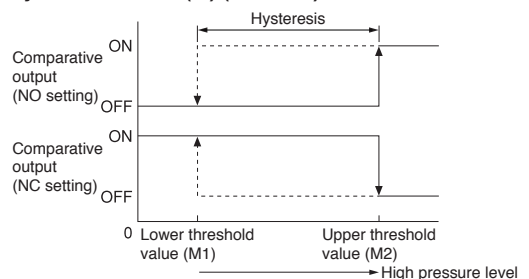 Hysteresis
ON
Comparative
output
(NO setting)
OFF
ON
Comparative
output
(NC setting)
OFF
0
Lower threshold
value (M1)
Upper threshold
value (M2)
High pressure level